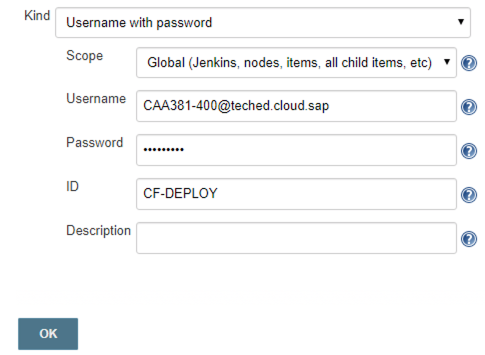 Kind Username with password
Scope Global (Jenkins, nodes, items, all child items, etc)
Username CAA381-400@teched.cloud.sap
Password •••••••••
ID CF-DEPLOY
Description
OK